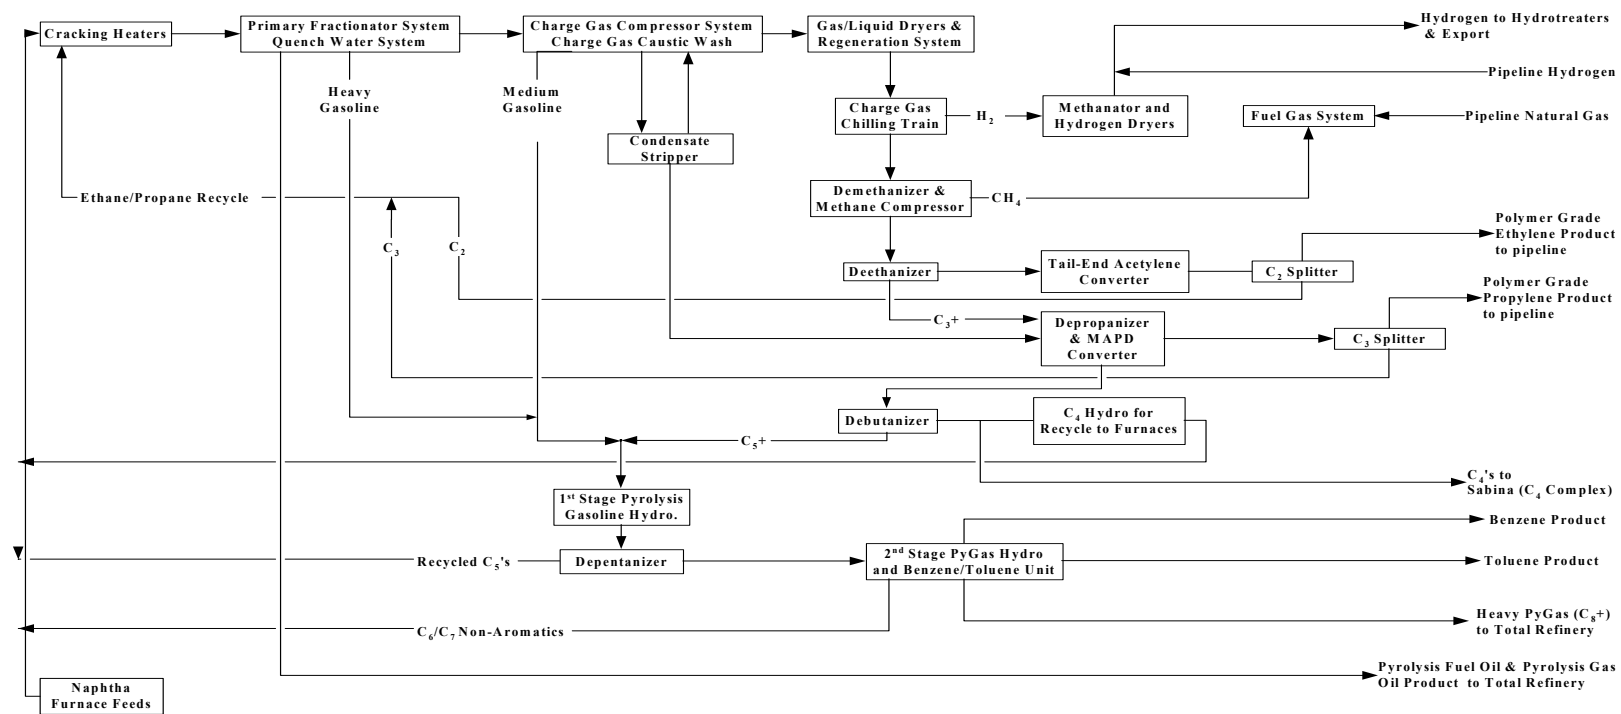 Cracking Heaters
Primary Fractionator System
Quench Water System
Charge Gas Compressor System
Charge Gas Caustic Wash
Gas/Liquid Dryers &
Regeneration System
Hydrogen to Hydrotreaters
& Export
Pipeline Hydrogen
Heavy
Gasoline
Medium
Gasoline
Charge Gas
Chilling Train
H2
Methanator and
Hydrogen Dryers
Fuel Gas System
Pipeline Natural Gas
Condensate
Stripper
Ethane/Propane Recycle
Demethanizer &
Methane Compressor
CH4
C3
C2
Polymer Grade
Ethylene Product
to pipeline
Deethanizer
Tail-End Acetylene
Converter
C2 Splitter
Polymer Grade
Propylene Product
to pipeline
C3+
Depropanizer
& MAPD
Converter
C3 Splitter
Debutanizer
C4 Hydro for
Recycle to Furnaces
C5+
C4's to
Sabina (C4 Complex)
1st Stage Pyrolysis
Gasoline Hydro.
Benzene Product
Recycled C5's
Depentanizer
2nd Stage PyGas Hydro
and Benzene/Toluene Unit
Toluene Product
Heavy PyGas (C8+)
to Total Refinery
C6/C7 Non-Aromatics
Pyrolysis Fuel Oil & Pyrolysis Gas
Oil Product to Total Refinery
Naphtha
Furnace Feeds